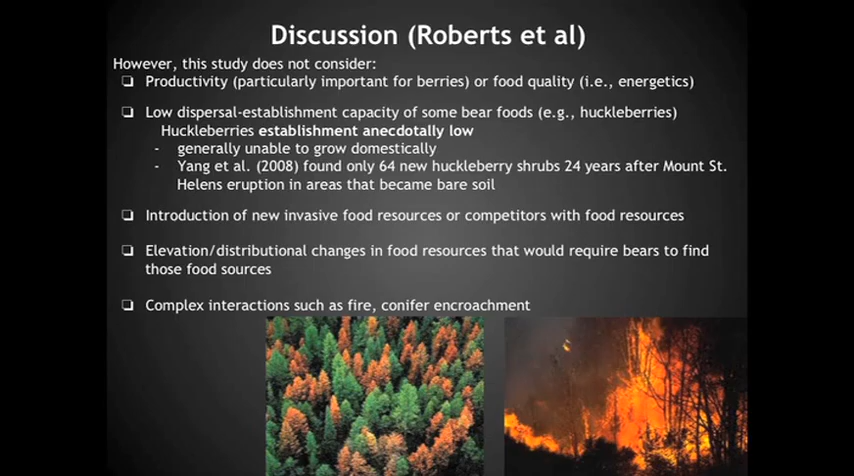 Discussion (Roberts et al)
However, this study does not consider:
❏ Productivity (particularly important for berries) or food quality (i.e., energetics)
❏ Low dispersal-establishment capacity of some bear foods (e.g., huckleberries)
Huckleberries establishment anecdotally low
- generally unable to grow domestically
- Yang et al. (2008) found only 64 new huckleberry shrubs 24 years after Mount St.
Helens eruption in areas that became bare soil
❏ Introduction of new invasive food resources or competitors with food resources
❏ Elevation/distributional changes in food resources that would require bears to find
those food sources
❏ Complex interactions such as fire, conifer encroachment